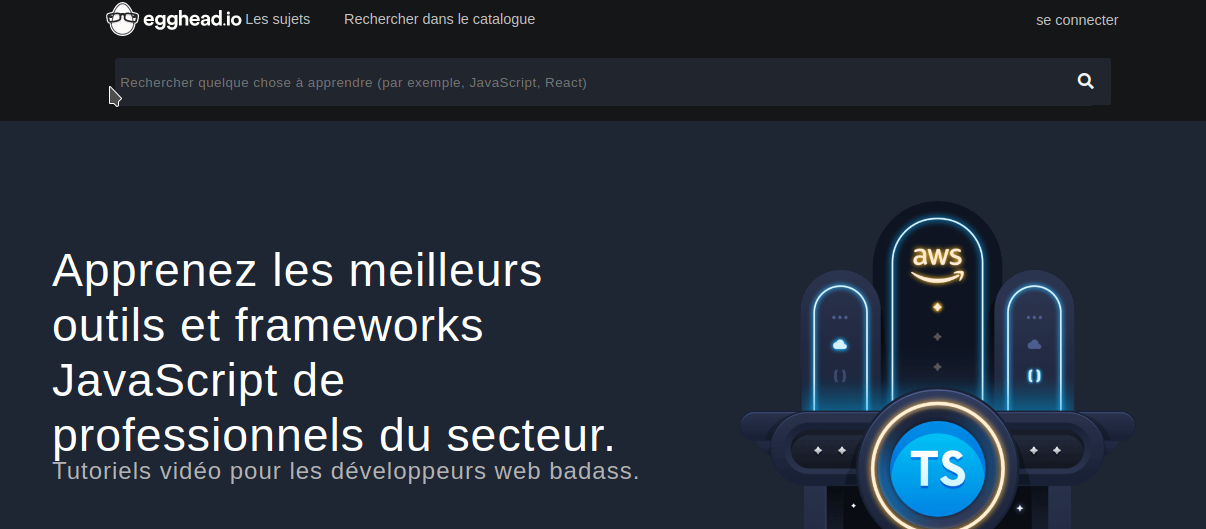 egghead.io Les sujets Rechercher dans le catalogue se connecter
Rechercher quelque chose à apprendre (par exemple, JavaScript, React)
Apprenez les meilleurs
outils et frameworks
JavaScript de
professionnels du secteur.
Tutoriels vidéo pour les développeurs web badass.
aws
TS